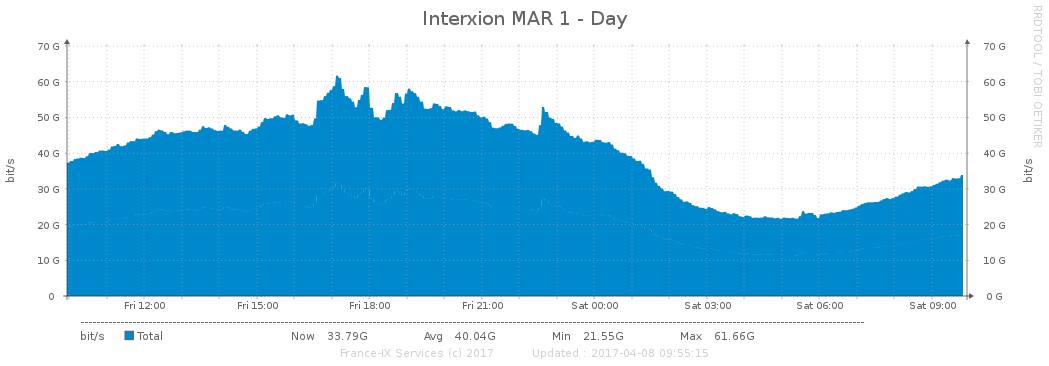 Interxion MAR 1 - Day
RRDTOOL / TOBI OETIKER
70 G 70 G
60 G 60 G
50 G 50 G
40 G 40 G
30 G 30 G
20 G 20 G
10 G 10 G
0 0 G
bit/s
bit/s
Fri 12:00 Fri 15:00 Fri 18:00 Fri 21:00 Sat 00:00 Sat 03:00 Sat 06:00 Sat 09:00
bit/s Total Now 33.79G Avg 40.04G Min 21.55G Max 61.66G
France-IX Services (c) 2017 Updated : 2017-04-08 09:55:15